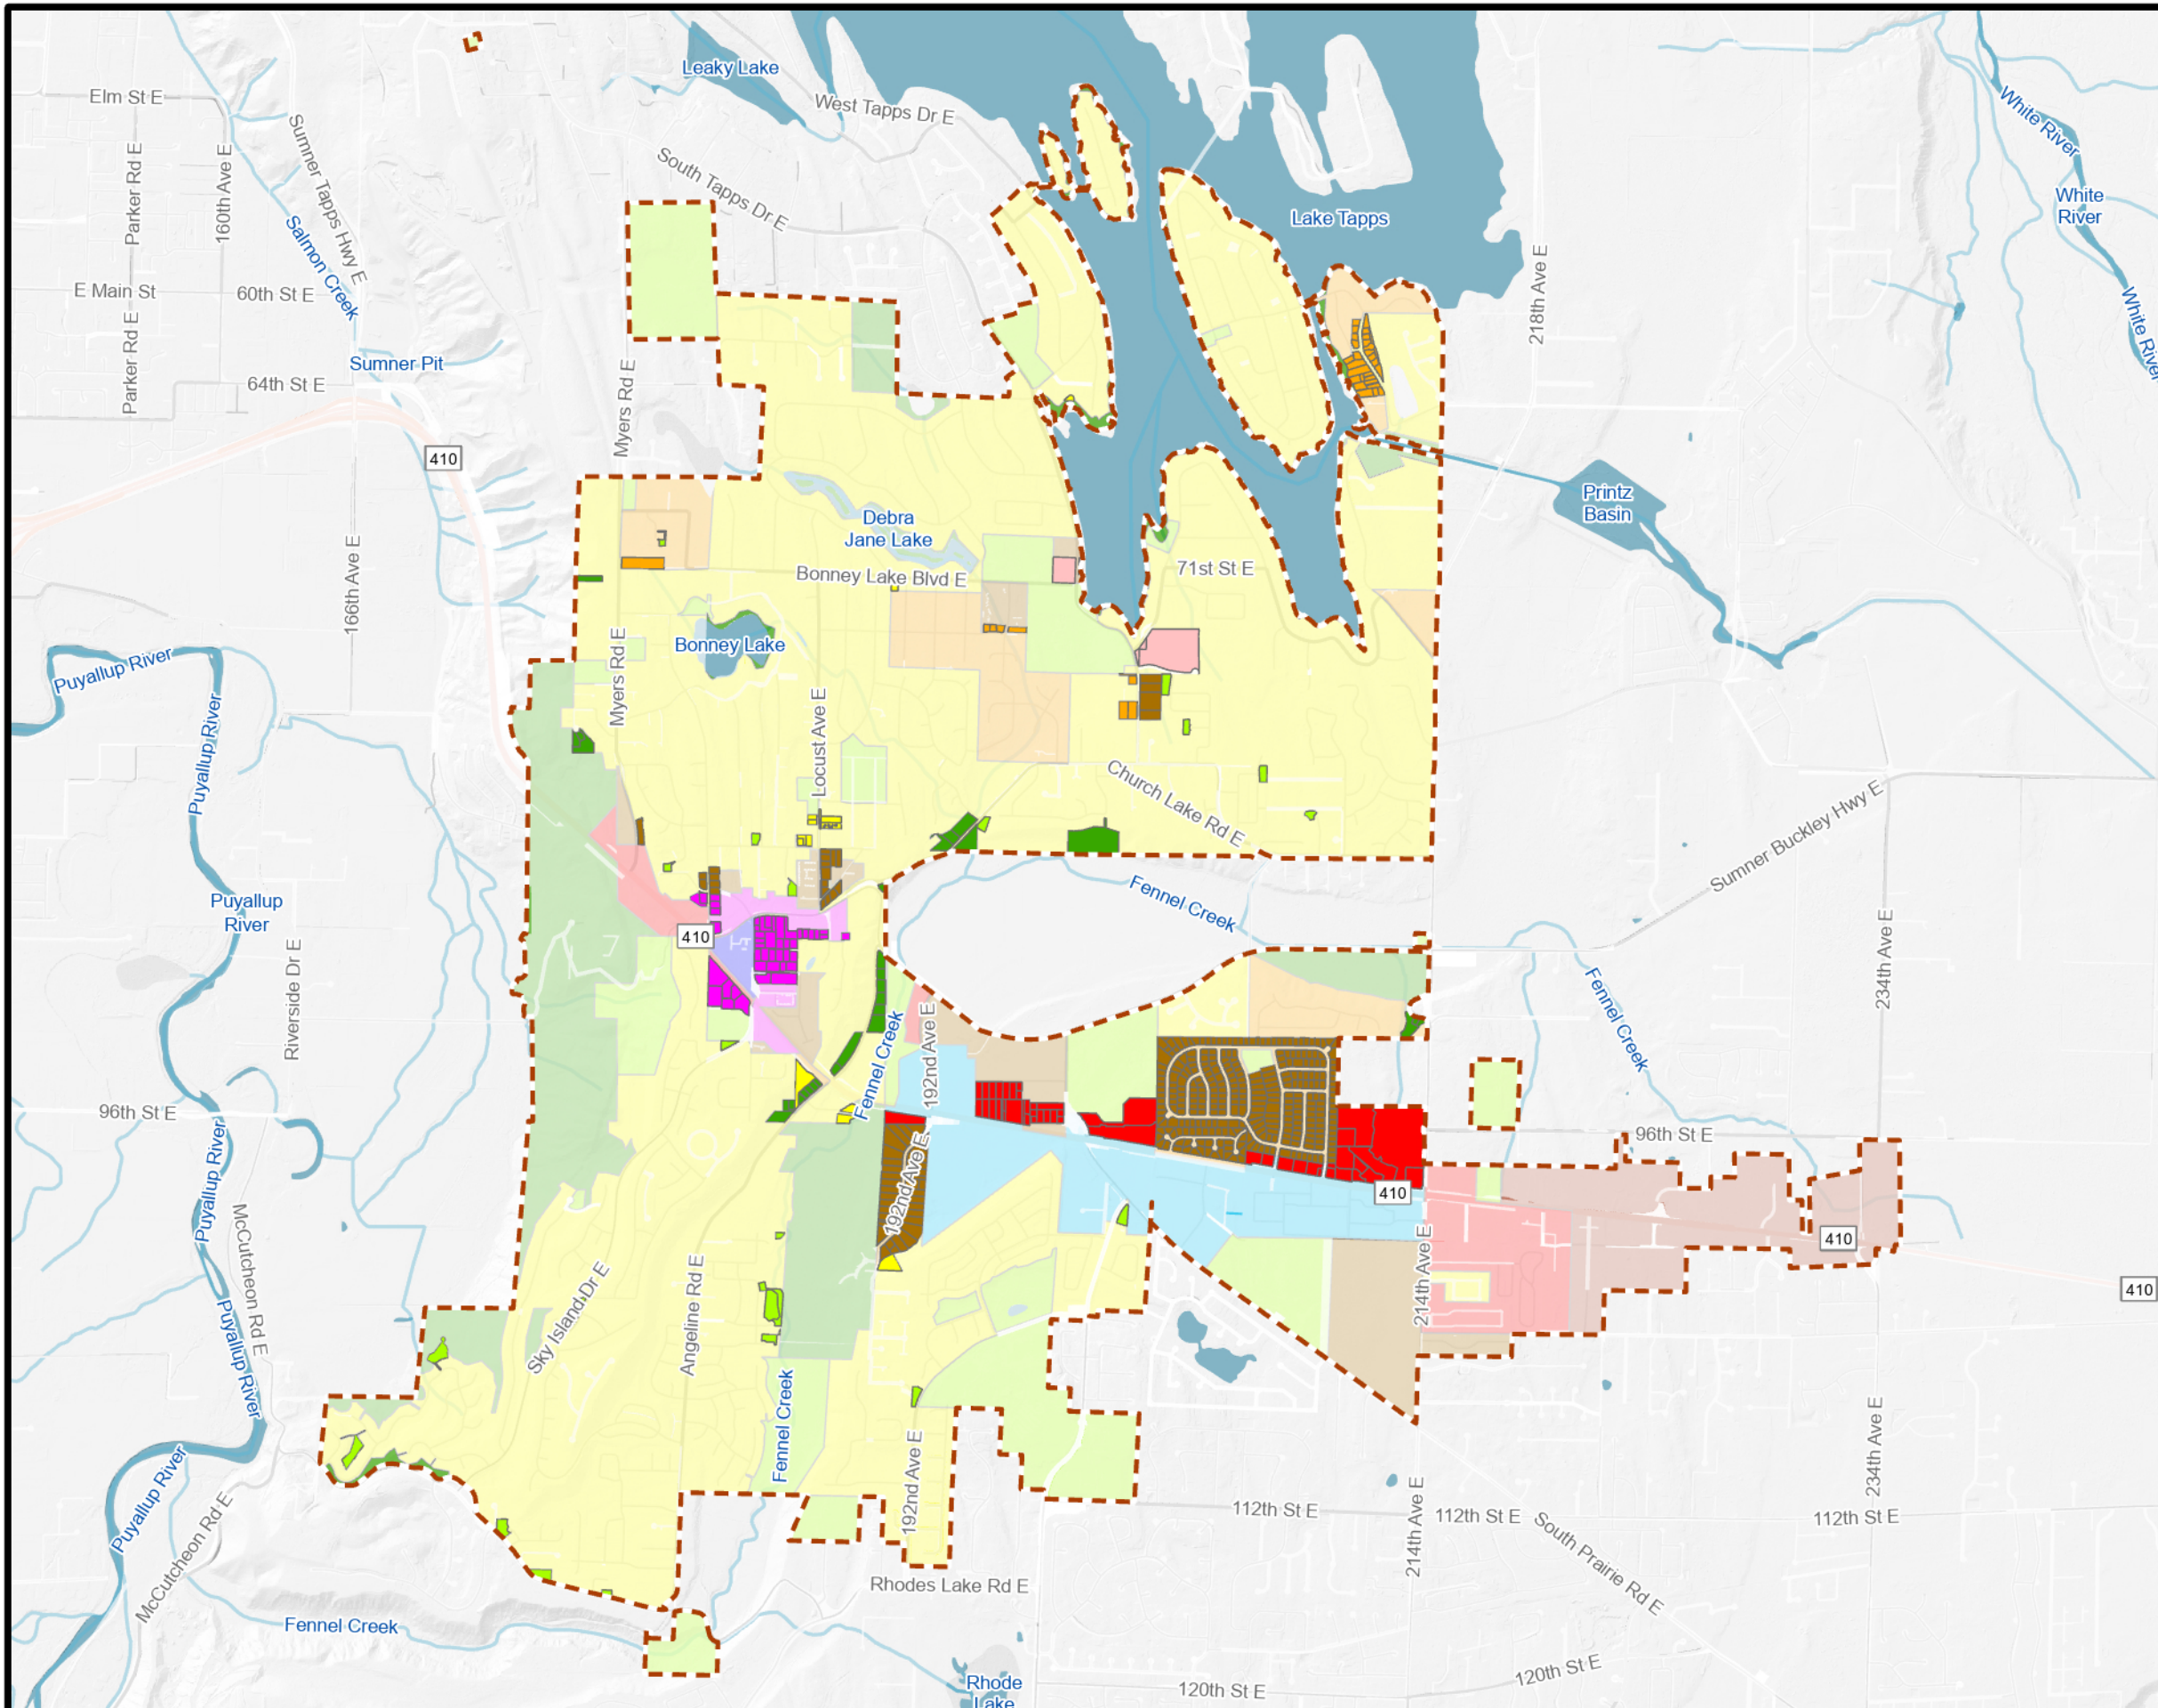 Leaky Lake
Elm St E
West Tapps Dr E
White River
Sumner Tapps Hwy E
Parker Rd E
160th Ave E
South Tapps Dr E
White
River
Lake Tapps
Salmon Creek
218th Ave E
E Main St
60th St E
White River
Parker Rd E
Sumner Pit
64th St E
Myers Rd E
410
Printz
Basin
Debra
Jane Lake
166th Ave E
Bonney Lake Blvd E
71st St E
Bonney Lake
Puyallup River
Myers Rd E
Locust Ave E
Puyallup River
Church Lake Rd E
Sumner Buckley Hwy E
Puyallup
River
Fennel Creek
410
234th Ave E
Riverside Dr E
Fennel Creek
Fennel Creek
192nd Ave E
96th St E
96th St E
Puyallup River
192nd Ave E
410
410
McCutcheon Rd E
214th Ave E
410
Sky Island Dr E
Angeline Rd E
Puyallup River
Fennel Creek
192nd Ave E
234th Ave E
Puyallup River
112th St E
112th St E
112th St E
214th Ave E
South Prairie Rd E
McCutcheon Rd E
Rhodes Lake Rd E
Fennel Creek
120th St E
120th St E
Rhode
Lake